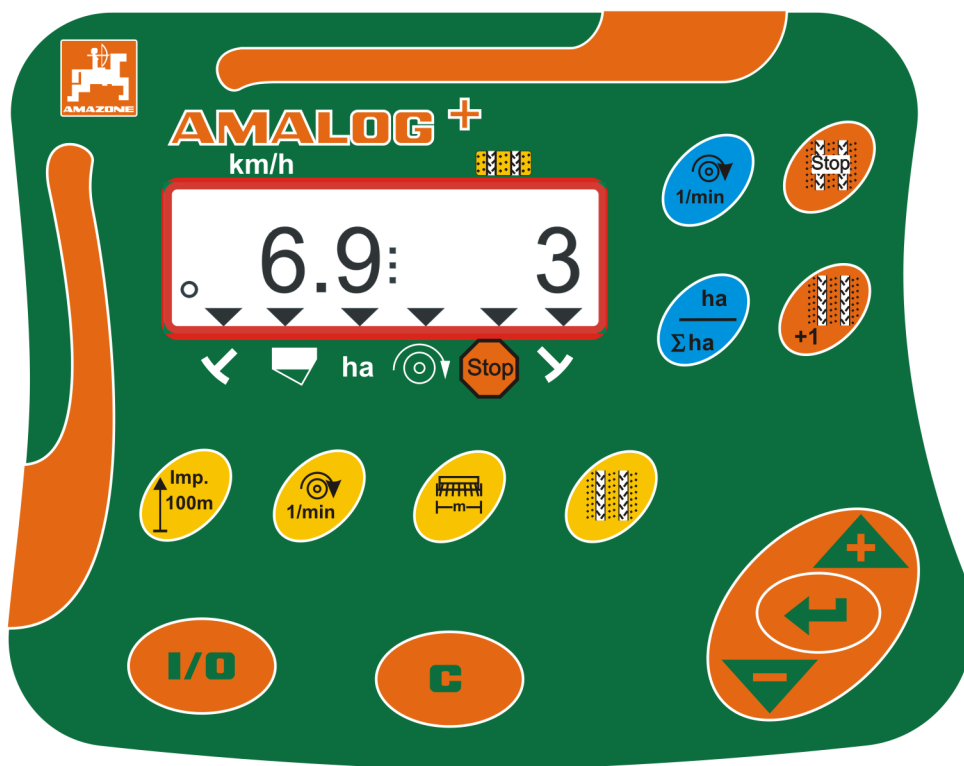 AMAZONE
AMALOG+
km/h
6.9 3
ha Stop
1/min
Stop
ha
Σha
+1
Imp.
100m
1/min
m
I/O
C
+
-